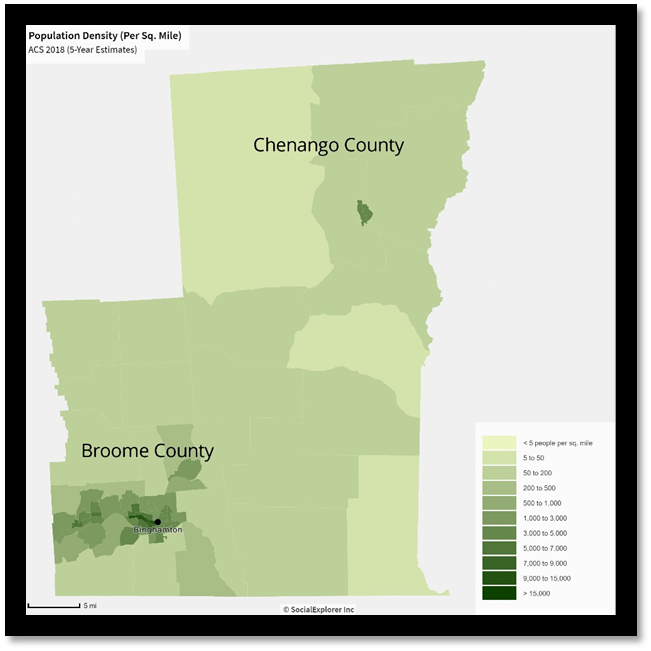 Population Density (Per Sq. Mile)
ACS 2018 (5-Year Estimates)
Chenango County
Broome County
Binghamton
< 5 people per sq. mile
5 to 50
50 to 200
200 to 500
500 to 1,000
1,000 to 3,000
3,000 to 5,000
5,000 to 7,000
7,000 to 9,000
9,000 to 15,000
> 15,000
5 mi
© SocialExplorer Inc